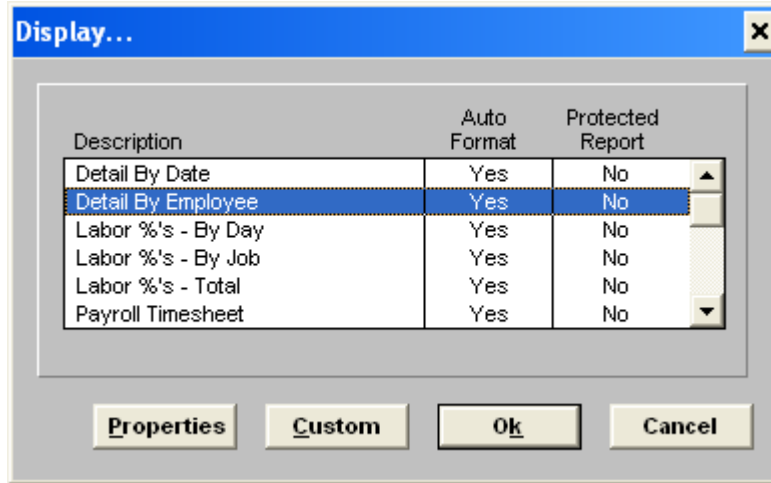 Display...
Auto Protected
Description Format Report
Detail By Date Yes No
Detail By Employee Yes No
Labor %'s - By Day Yes No
Labor %'s - By Job Yes No
Labor %'s - Total Yes No
Payroll Timesheet Yes No
Properties Custom Ok Cancel